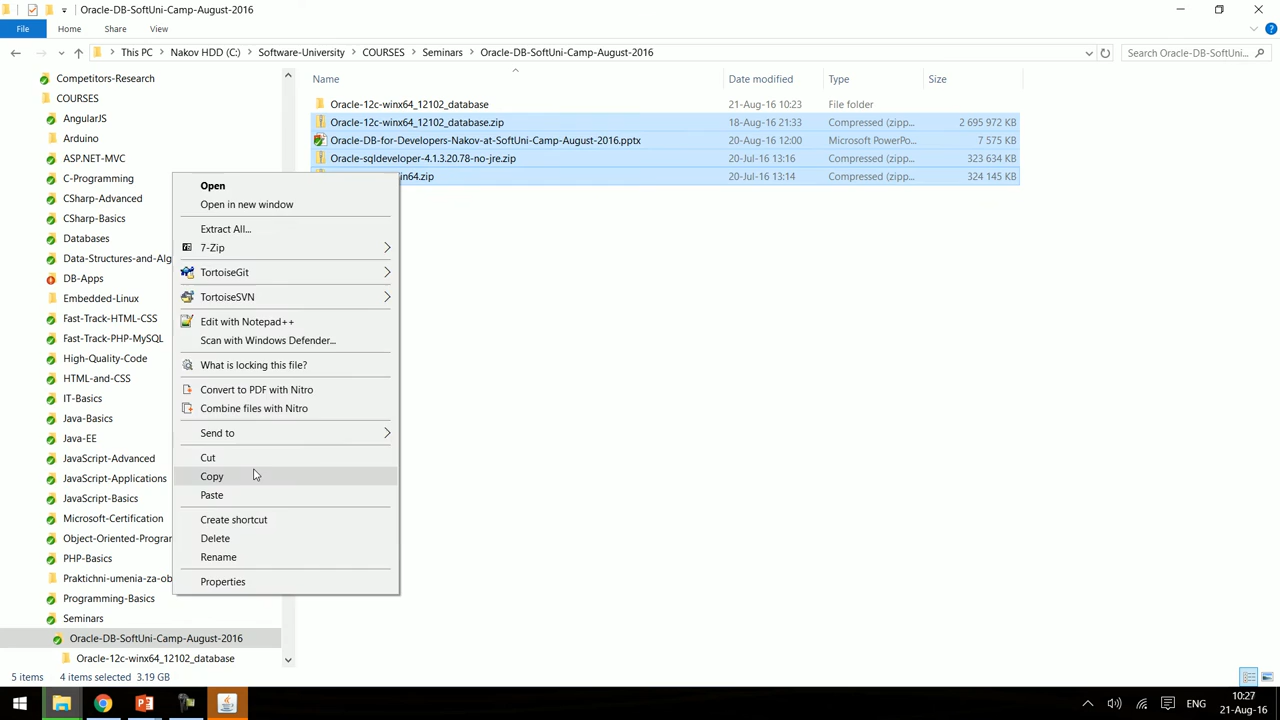 Oracle-DB-SoftUni-Camp-August-2016
File Home Share View
This PC Nakov HDD (C:) Software-University COURSES Seminars Oracle-DB-SoftUni-Camp-August-2016 Search Oracle-DB-SoftUni...
Competitors-Research
COURSES
AngularJS
Arduino
ASP.NET-MVC
C-Programming
CSharp-Advanced
CSharp-Basics
Databases
Data-Structures-and-Alg
DB-Apps
Embedded-Linux
Fast-Track-HTML-CSS
Fast-Track-PHP-MySQL
High-Quality-Code
HTML-and-CSS
IT-Basics
Java-Basics
Java-EE
JavaScript-Advanced
JavaScript-Applications
JavaScript-Basics
Microsoft-Certification
Object-Oriented-Progran
PHP-Basics
Praktichni-umenia-za-ob
Programming-Basics
Seminars
Oracle-DB-SoftUni-Camp-August-2016
Oracle-12c-winx64_12102_database
Name Date modified Type Size
Oracle-12c-winx64_12102_database 21-Aug-16 10:23 File folder
Oracle-12c-winx64_12102_database.zip 18-Aug-16 21:33 Compressed (zipp... 2 695 972 KB
Oracle-DB-for-Developers-Nakov-at-SoftUni-Camp-August-2016.pptx 20-Aug-16 12:00 Microsoft PowerPo... 7 575 KB
Oracle-sqldeveloper-4.1.3.20.78-no-jre.zip 20-Jul-16 13:16 Compressed (zipp... 323 634 KB
in64.zip 20-Jul-16 13:14 Compressed (zipp... 324 145 KB
Open
Open in new window
Extract All...
7-Zip
TortoiseGit
TortoiseSVN
Edit with Notepad++
Scan with Windows Defender...
What is locking this file?
Convert to PDF with Nitro
Combine files with Nitro
Send to
Cut
Copy
Paste
Create shortcut
Delete
Rename
Properties
5 items 4 items selected 3.19 GB
ENG
10:27
21-Aug-16